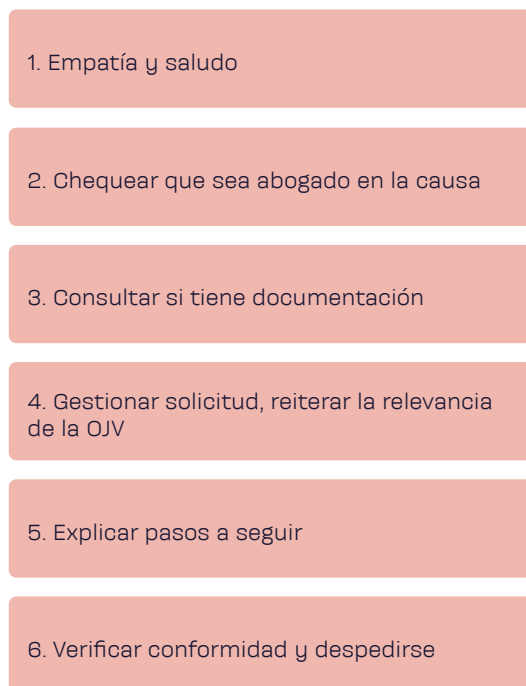 1. Empatía y saludo
2. Chequear que sea abogado en la causa
3. Consultar si tiene documentación
4. Gestionar solicitud, reiterar la relevancia
de la OJV
5. Explicar pasos a seguir
6. Verificar conformidad y despedirse